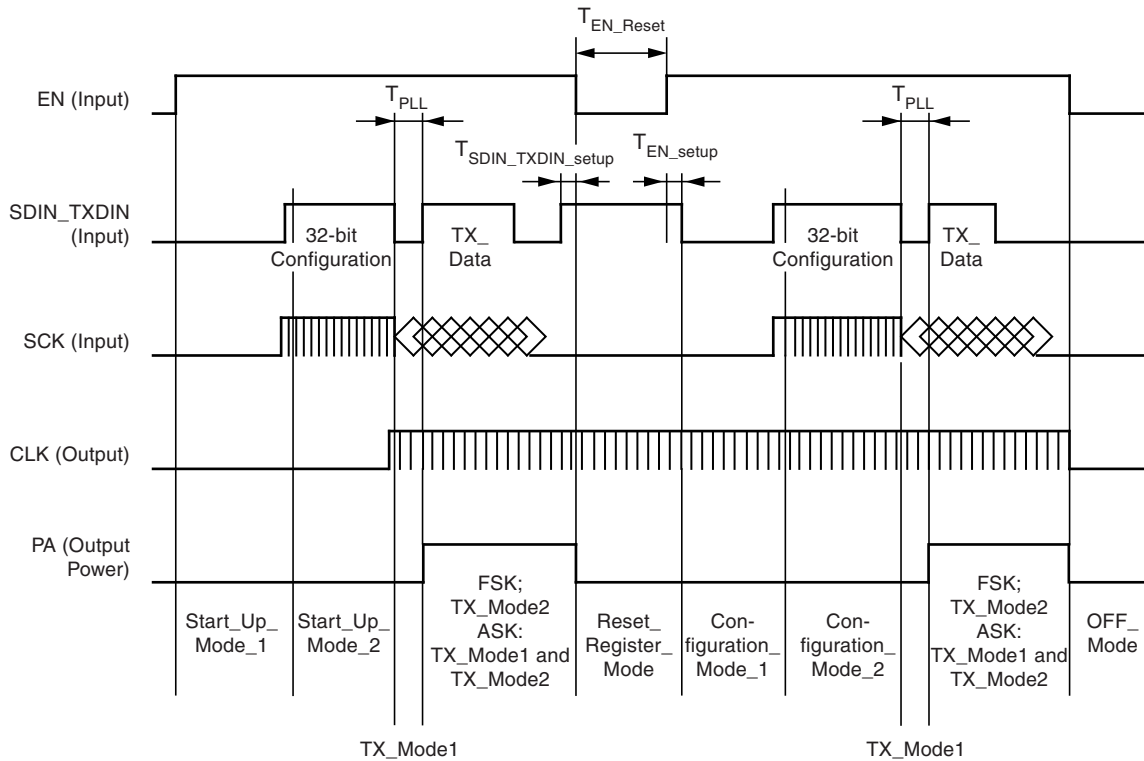 T_EN_Reset
EN (Input)
T_PLL
T_PLL
T_SDIN_TXDIN_setup
T_EN_setup
SDIN_TXDIN
(Input)
32-bit
Configuration
TX_
Data
32-bit
Configuration
TX_
Data
SCK (Input)
CLK (Output)
PA (Output
Power)
Start_Up_
Mode_1
Start_Up_
Mode_2
FSK;
TX_Mode2
ASK:
TX_Mode1 and
TX_Mode2
Reset_
Register_
Mode
Con-
figuration_
Mode_1
Con-
figuration_
Mode_2
FSK;
TX_Mode2
ASK:
TX_Mode1 and
TX_Mode2
OFF_
Mode
TX_Mode1
TX_Mode1